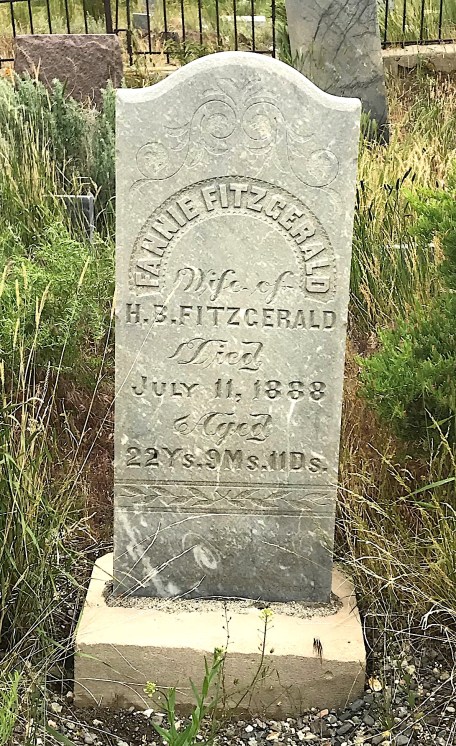 FANNIE FITZGERALD
Wife of
H.B.FITZGERALD
Died
JULY 11, 1888
Aged
22Ys.9Ms.11Ds.